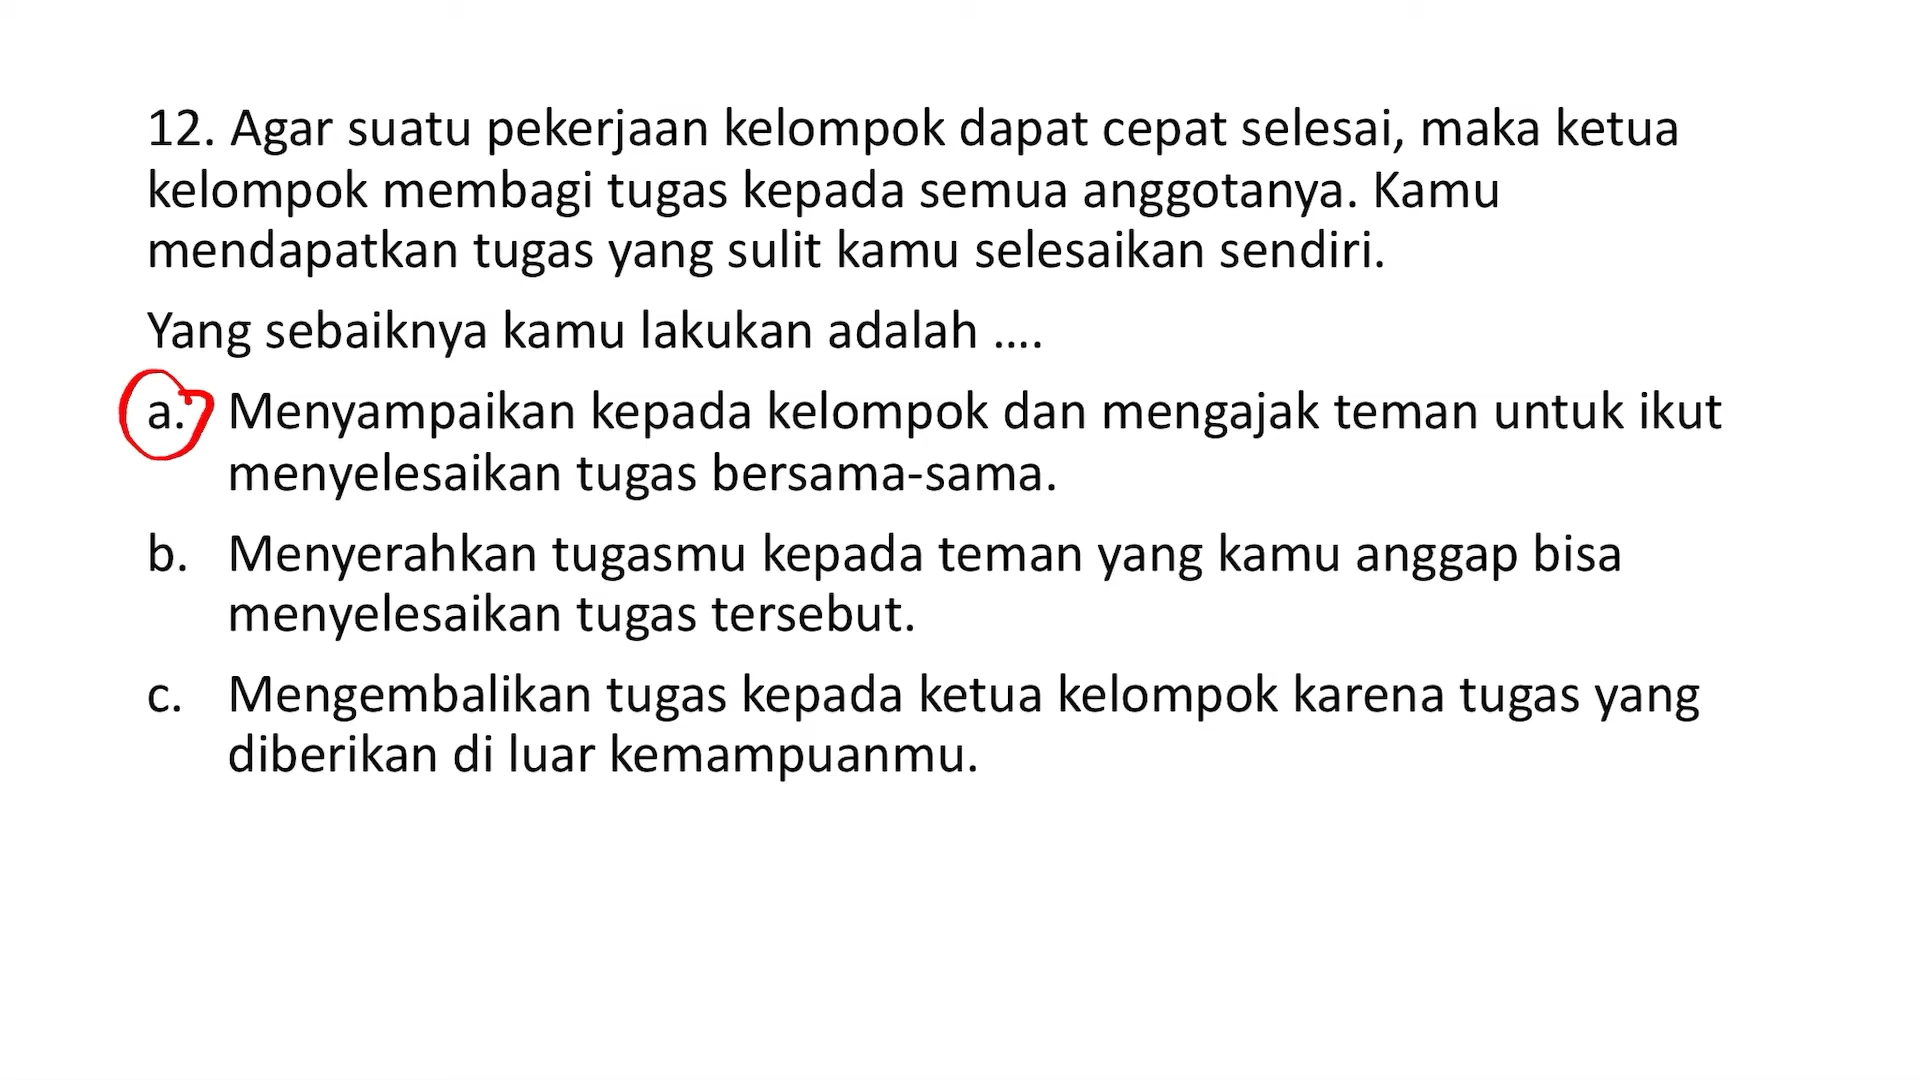 12. Agar suatu pekerjaan kelompok dapat cepat selesai, maka ketua
kelompok membagi tugas kepada semua anggotanya. Kamu
mendapatkan tugas yang sulit kamu selesaikan sendiri.
Yang sebaiknya kamu lakukan adalah ....
a. Menyampaikan kepada kelompok dan mengajak teman untuk ikut
menyelesaikan tugas bersama-sama.
b. Menyerahkan tugasmu kepada teman yang kamu anggap bisa
menyelesaikan tugas tersebut.
c. Mengembalikan tugas kepada ketua kelompok karena tugas yang
diberikan di luar kemampuanmu.